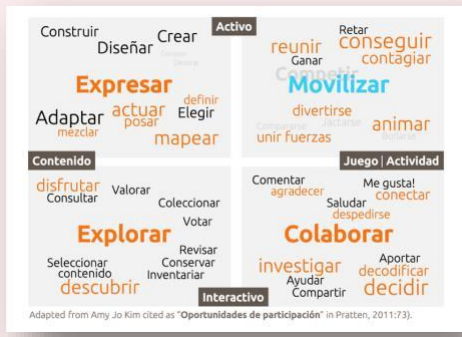 Activo
Construir
Diseñar
Crear
Expresar
definir
Adaptar
actuar
Elegir
posar
mezclar
mapear
Retar
reunir
conseguir
Ganar
contagiar
Competir
Movilizar
divertirse
Jactarse
animar
unir fuerzas
Burlarse
Contenido
Juego | Actividad
disfrutar
Consultar
Valorar
Coleccionar
Votar
Explorar
Revisar
Seleccionar
contenido
Conservar
Inventariar
descubrir
Comentar
agradecer
Me gusta!
conectar
Saludar
despedirse
Colaborar
investigar
Aportar
decodificar
Ayudar
Compartir
decidir
Interactivo
Adapted from Amy Jo Kim cited as "Oportunidades de participación" in Pratten, 2011:73).